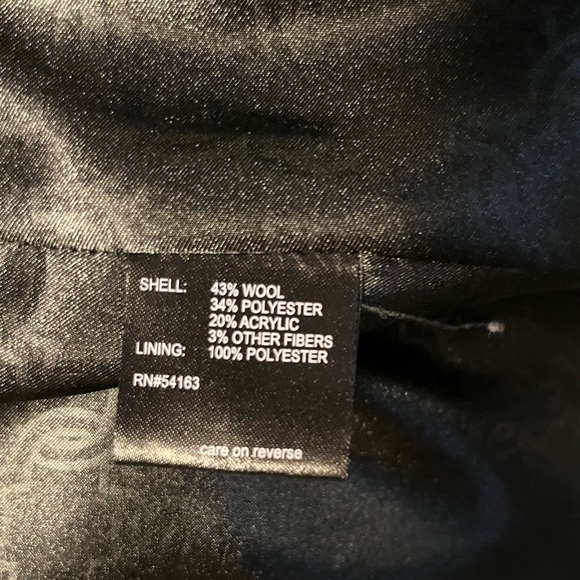 SHELL: 43% WOOL
34% POLYESTER
20% ACRYLIC
3% OTHER FIBERS
LINING: 100% POLYESTER
RN#54163
care on reverse